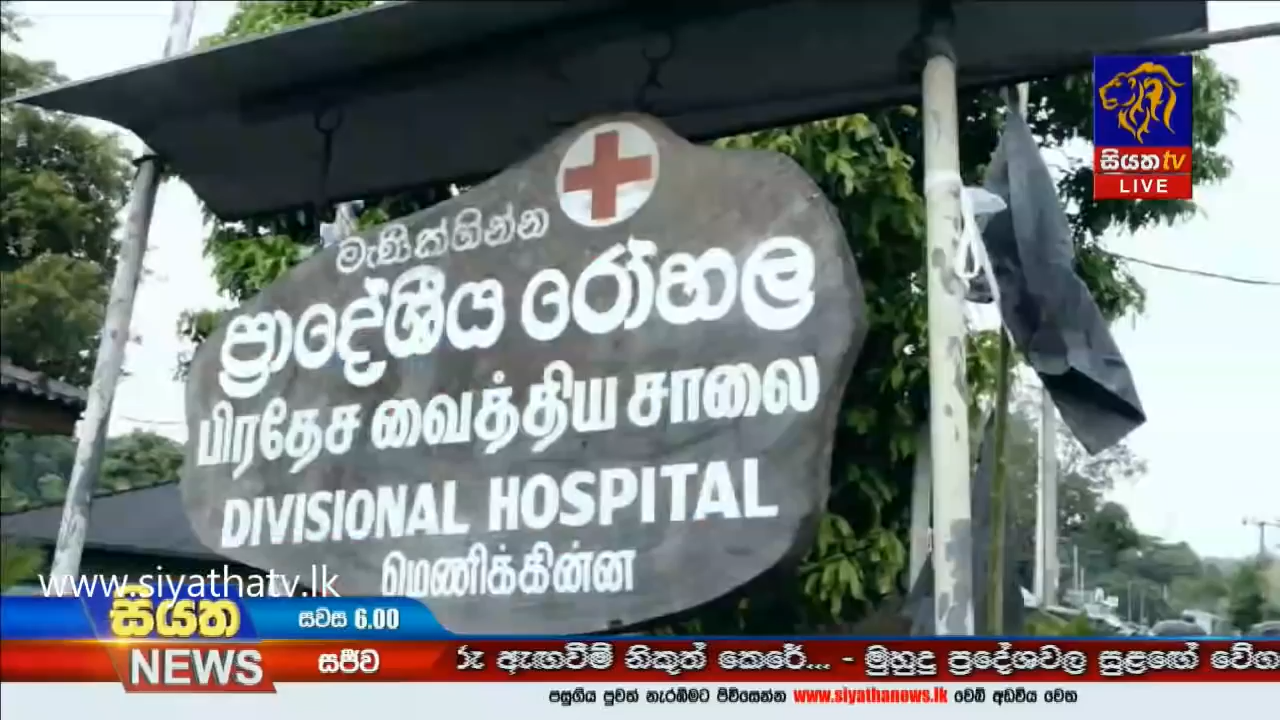 සියත tv
LIVE
මැණික්හින්න
ප්‍රාදේශීය රෝහල
பிரதேச வைத்திய சாலை
DIVISIONAL HOSPITAL
மெணிக்கின்ன
www.siyathatv.lk
සියත
සවස 6.00
NEWS
සජීව
රු ඇඟවීම් නිකුත් කෙරේ... - මුහුදු ප්‍රදේශවල සුළඟේ වේග
පසුගිය පුවත් නැරඹීමට පිවිසෙන්න www.siyathanews.lk වෙබ් අඩවිය වෙත